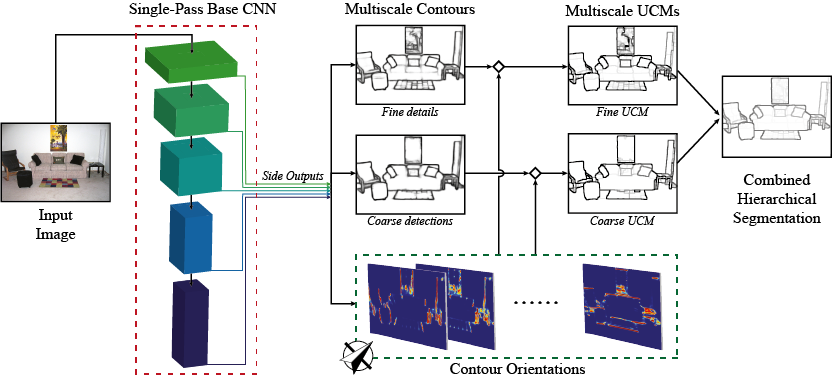 Single-Pass Base CNN
Multiscale Contours
Multiscale UCMs
Fine details
Fine UCM
Side Outputs
Input
Image
Coarse detections
Coarse UCM
Combined
Hierarchical
Segmentation
Contour Orientations